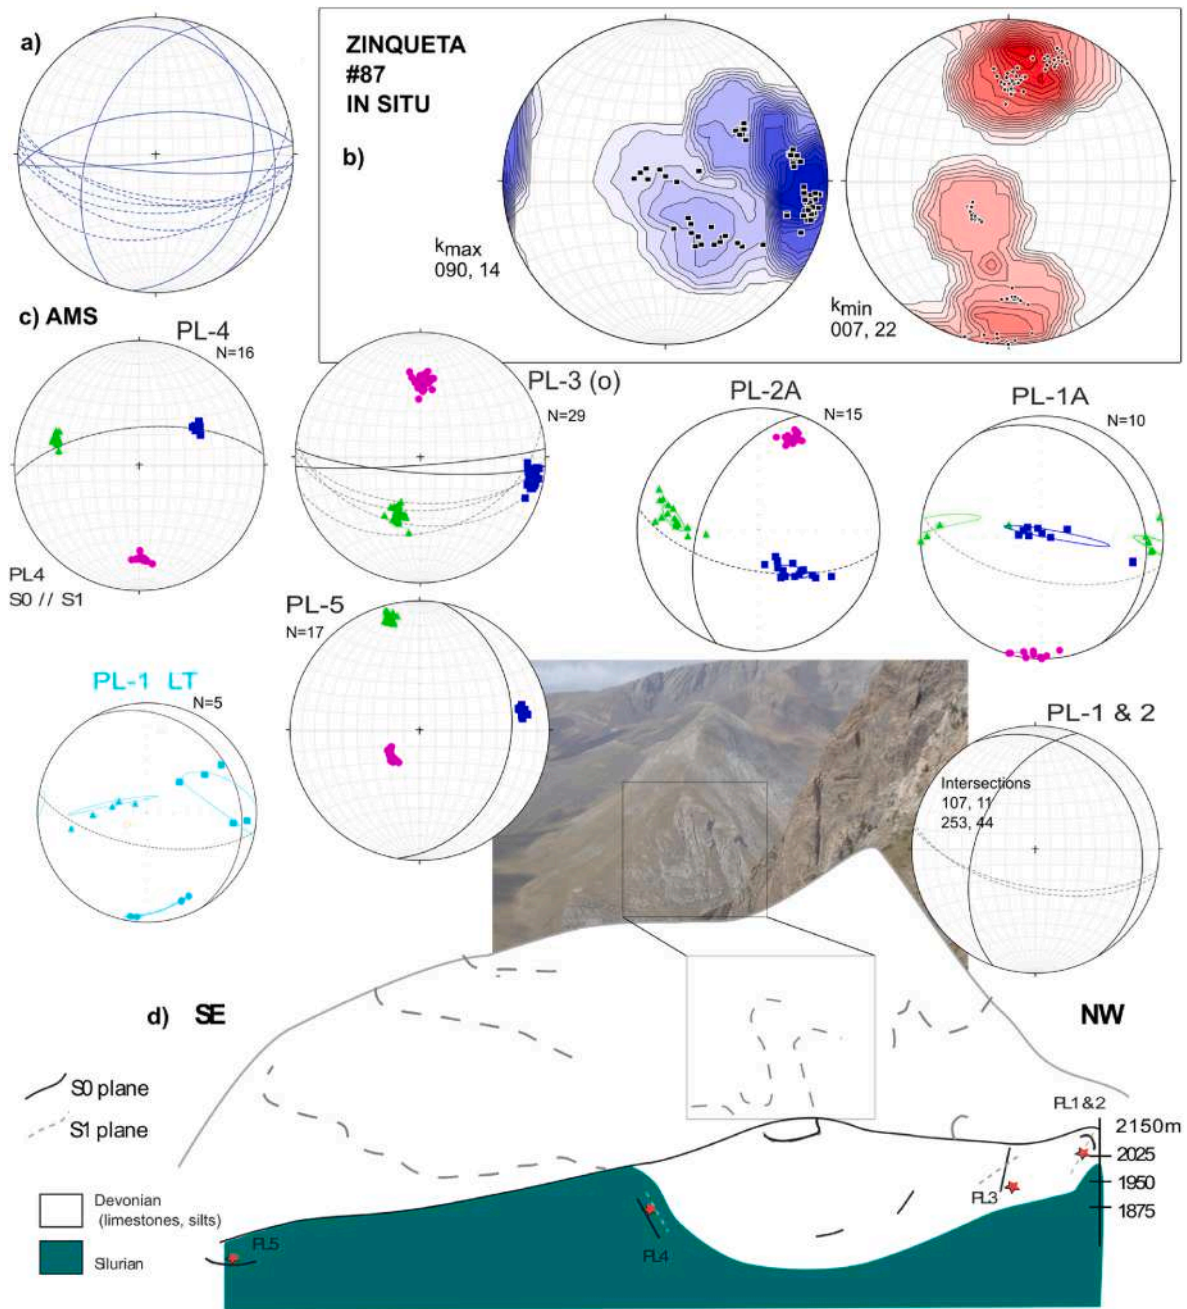 a)
ZINQUETA
#87
IN SITU
b)
kmax
090, 14
kmin
007, 22
c) AMS
PL-4
N=16
PL4
S0 // S1
PL-3 (o)
N=29
PL-2A
N=15
PL-1A
N=10
PL-5
N=17
PL-1 LT
N=5
PL-1 & 2
Intersections
107, 11
253, 44
d)
SE
NW
S0 plane
S1 plane
Devonian
(limestones, silts)
Silurian
PL5
PL4
PL3
PL1 & 2
2150m
2025
1950
1875